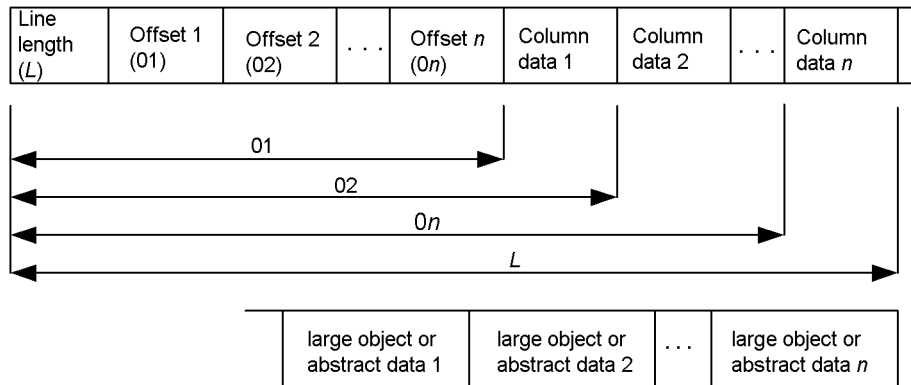 Line length (L)
Offset 1 (01)
Offset 2 (02)
. . .
Offset n (0n)
Column data 1
Column data 2
. . .
Column data n
01
02
0n
L
large object or abstract data 1
large object or abstract data 2
. . .
large object or abstract data n